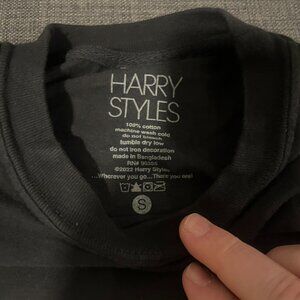 HARRY
STYLES
100% cotton
machine wash cold
do not bleach
tumble dry low
do not iron decoration
made in Bangladesh
©2022 Harry Styles
...Wherever you go...There you are!
S